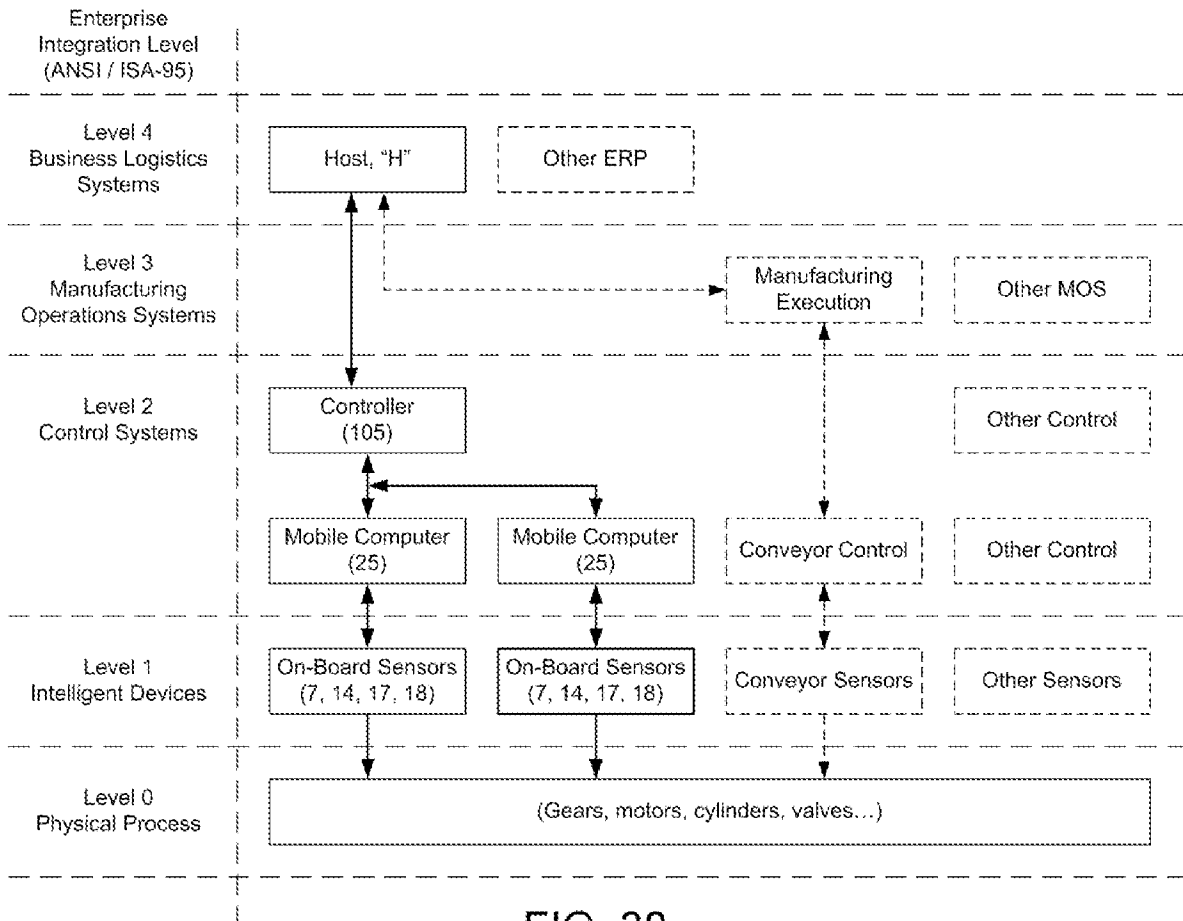 Enterprise
Integration Level
(ANSI / ISA-95)
Level 4
Business Logistics
Systems
Host, “H”
Other ERP
Level 3
Manufacturing
Operations Systems
Manufacturing
Execution
Other MOS
Level 2
Control Systems
Controller
(105)
Other Control
Mobile Computer
(25)
Mobile Computer
(25)
Conveyor Control
Other Control
Level 1
Intelligent Devices
On-Board Sensors
(7, 14, 17, 18)
On-Board Sensors
(7, 14, 17, 18)
Conveyor Sensors
Other Sensors
Level 0
Physical Process
(Gears, motors, cylinders, valves…)